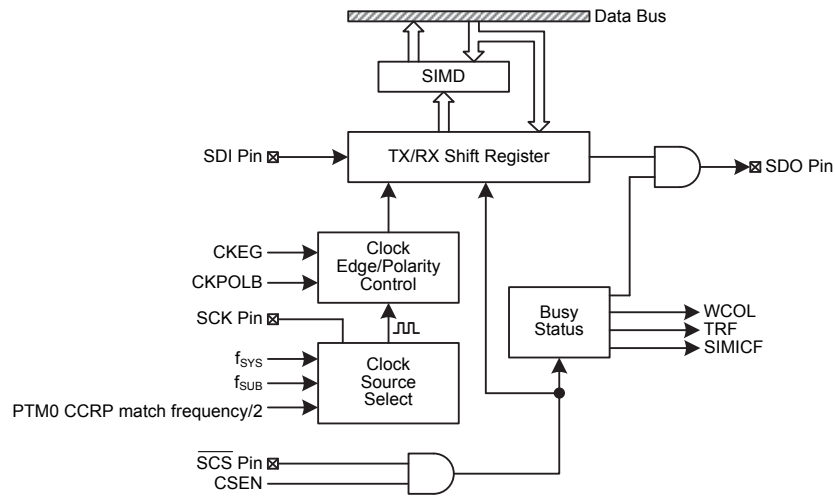 Data Bus
SIMD
SDI Pin
TX/RX Shift Register
SDO Pin
CKEG
CKPOLB
Clock
Edge/Polarity
Control
SCK Pin
Busy
Status
WCOL
TRF
SIMICF
fSYS
fSUB
PTM0 CCRP match frequency/2
Clock
Source
Select
SCS Pin
CSEN